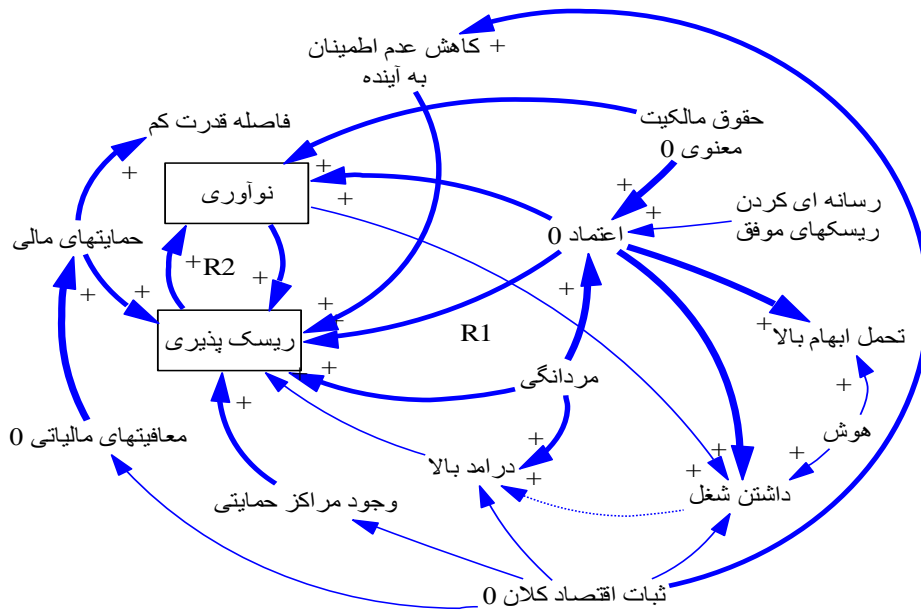 کاهش عدم اطمینان +
به آینده
فاصله قدرت کم
+
حقوق مالکیت
معنوی 0
نوآوری
+
+
+
+
رسانه ای کردن
ریسکهای موفق
حمایتهای مالی
اعتماد 0
+
R2
+
+
+
+
+
+
ریسک پذیری
R1
+
تحمل ابهام بالا
مردانگی
+
+
+
+
هوش
معافیتهای مالیاتی 0
+
درامد بالا
+
+
+
+
داشتن شغل
وجود مراکز حمایتی
ثبات اقتصاد کلان 0